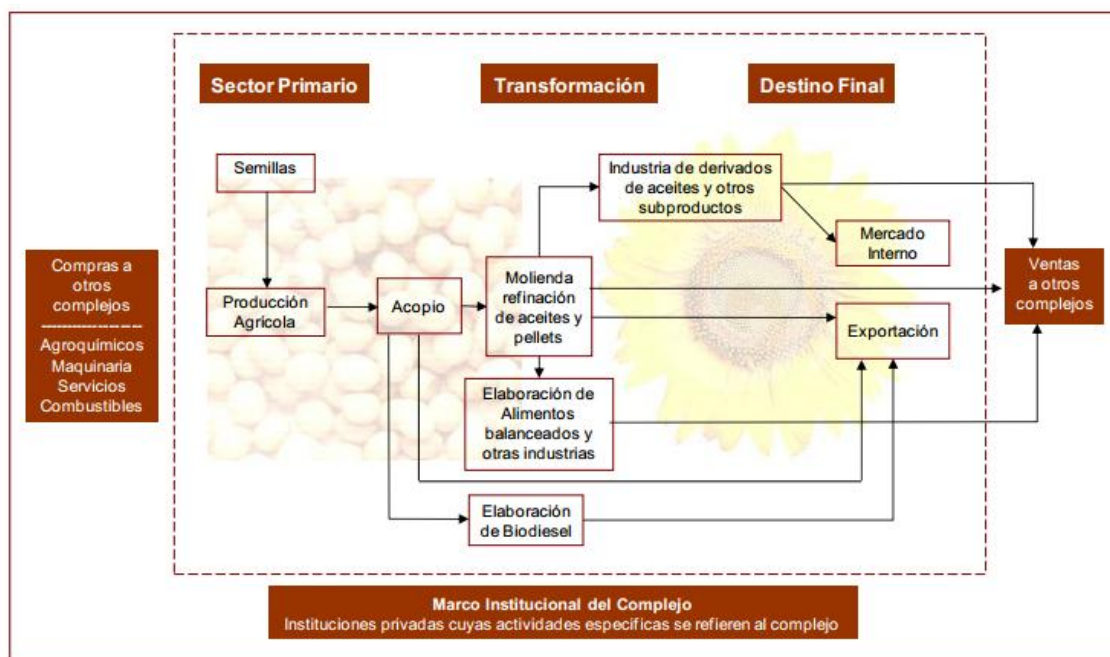 Sector Primario
Transformación
Destino Final
Semillas
Industria de derivados
de aceites y otros
subproductos
Mercado
Interno
Compras a
otros
complejos
--------------------
Agroquímicos
Maquinaria
Servicios
Combustibles
Producción
Agrícola
Acopio
Molienda
refinación
de aceites y
pellets
Exportación
Ventas
a otros
complejos
Elaboración de
Alimentos
balanceados y
otras industrias
Elaboración
de Biodiesel
Marco Institucional del Complejo
Instituciones privadas cuyas actividades especificas se refieren al complejo